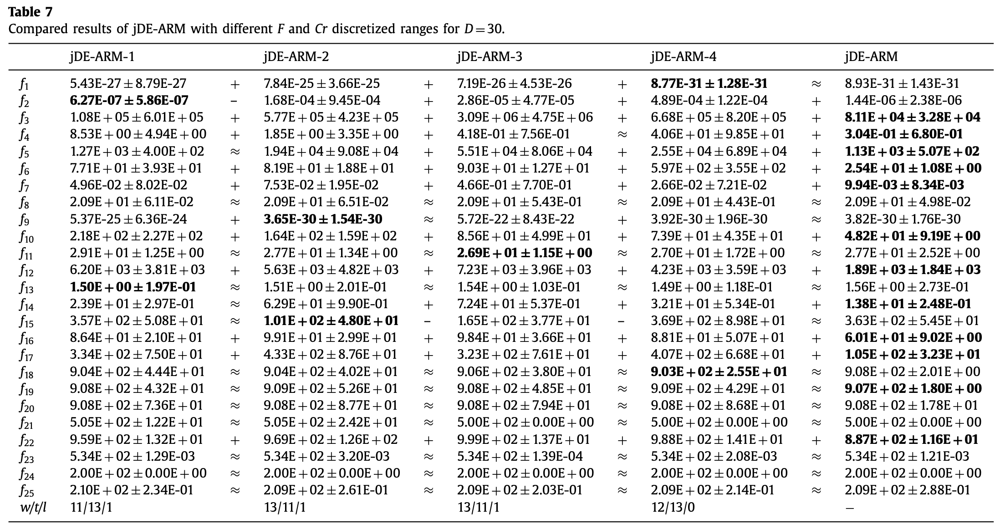 Table 7
Compared results of jDE-ARM with different F and Cr discretized ranges for D = 30.
jDE-ARM-1 jDE-ARM-2 jDE-ARM-3 jDE-ARM-4 jDE-ARM
f1 5.43E-27 ± 8.79E-27 + 7.84E-25 ± 3.66E-25 + 7.19E-26 ± 4.53E-26 + 8.77E-31 ± 1.28E-31 ≈ 8.93E-31 ± 1.43E-31
f2 6.27E-07 ± 5.86E-07 – 1.68E-04 ± 9.45E-04 + 2.86E-05 ± 4.77E-05 + 4.89E-04 ± 1.22E-04 + 1.44E-06 ± 2.38E-06
f3 1.08E + 05 ± 6.01E + 05 + 5.77E + 05 ± 4.23E + 05 + 3.09E + 06 ± 4.75E + 06 + 6.68E + 05 ± 8.20E + 05 + 8.11E + 04 ± 3.28E + 04
f4 8.53E + 00 ± 4.94E + 00 + 1.85E + 00 ± 3.35E + 00 + 4.18E-01 ± 7.56E-01 ≈ 4.06E + 01 ± 9.85E + 01 + 3.04E-01 ± 6.80E-01
f5 1.27E + 03 ± 4.00E + 02 ≈ 1.94E + 04 ± 9.08E + 04 + 5.51E + 04 ± 8.06E + 04 + 2.55E + 04 ± 6.89E + 04 + 1.13E + 03 ± 5.07E + 02
f6 7.71E + 01 ± 3.93E + 01 + 8.19E + 01 ± 1.88E + 01 + 9.03E + 01 ± 1.27E + 01 + 5.97E + 02 ± 3.55E + 02 + 2.54E + 01 ± 1.08E + 00
f7 4.96E-02 ± 8.02E-02 + 7.53E-02 ± 1.95E-02 + 4.66E-01 ± 7.70E-01 + 2.66E-02 ± 7.21E-02 + 9.94E-03 ± 8.34E-03
f8 2.09E + 01 ± 6.11E-02 ≈ 2.09E + 01 ± 6.51E-02 ≈ 2.09E + 01 ± 5.43E-01 ≈ 2.09E + 01 ± 4.43E-01 ≈ 2.09E + 01 ± 4.98E-02
f9 5.37E-25 ± 6.36E-24 + 3.65E-30 ± 1.54E-30 ≈ 5.72E-22 ± 8.43E-22 + 3.92E-30 ± 1.96E-30 ≈ 3.82E-30 ± 1.76E-30
f10 2.18E + 02 ± 2.27E + 02 + 1.64E + 02 ± 1.59E + 02 + 8.56E + 01 ± 4.99E + 01 + 7.39E + 01 ± 4.35E + 01 + 4.82E + 01 ± 9.19E + 00
f11 2.91E + 01 ± 1.25E + 00 ≈ 2.77E + 01 ± 1.34E + 00 ≈ 2.69E + 01 ± 1.15E + 00 ≈ 2.70E + 01 ± 1.72E + 00 ≈ 2.77E + 01 ± 2.52E + 00
f12 6.20E + 03 ± 3.81E + 03 + 5.63E + 03 ± 4.82E + 03 + 7.23E + 03 ± 3.96E + 03 + 4.23E + 03 ± 3.59E + 03 + 1.89E + 03 ± 1.84E + 03
f13 1.50E + 00 ± 1.97E-01 ≈ 1.51E + 00 ± 2.01E-01 ≈ 1.54E + 00 ± 1.03E-01 ≈ 1.49E + 00 ± 1.18E-01 ≈ 1.56E + 00 ± 2.73E-01
f14 2.39E + 01 ± 2.97E-01 ≈ 6.29E + 01 ± 9.90E-01 + 7.24E + 01 ± 5.37E-01 + 3.21E + 01 ± 5.34E-01 + 1.38E + 01 ± 2.48E-01
f15 3.57E + 02 ± 5.08E + 01 ≈ 1.01E + 02 ± 4.80E + 01 – 1.65E + 02 ± 3.77E + 01 – 3.69E + 02 ± 8.98E + 01 ≈ 3.63E + 02 ± 5.45E + 01
f16 8.64E + 01 ± 2.10E + 01 + 9.91E + 01 ± 2.99E + 01 + 9.84E + 01 ± 3.66E + 01 + 8.81E + 01 ± 5.07E + 01 + 6.01E + 01 ± 9.02E + 00
f17 3.34E + 02 ± 7.50E + 01 + 4.33E + 02 ± 8.76E + 01 + 3.23E + 02 ± 7.61E + 01 + 4.07E + 02 ± 6.68E + 01 + 1.05E + 02 ± 3.23E + 01
f18 9.04E + 02 ± 4.44E + 01 ≈ 9.04E + 02 ± 4.02E + 01 ≈ 9.06E + 02 ± 3.80E + 01 ≈ 9.03E + 02 ± 2.55E + 01 ≈ 9.08E + 02 ± 2.01E + 00
f19 9.08E + 02 ± 4.32E + 01 ≈ 9.09E + 02 ± 5.26E + 01 ≈ 9.08E + 02 ± 4.85E + 01 ≈ 9.09E + 02 ± 4.29E + 01 ≈ 9.07E + 02 ± 1.80E + 00
f20 9.08E + 02 ± 7.36E + 01 ≈ 9.08E + 02 ± 8.77E + 01 ≈ 9.08E + 02 ± 7.94E + 01 ≈ 9.08E + 02 ± 8.68E + 01 ≈ 9.08E + 02 ± 1.78E + 01
f21 5.05E + 02 ± 1.22E + 01 ≈ 5.05E + 02 ± 2.42E + 01 ≈ 5.00E + 02 ± 0.00E + 00 ≈ 5.00E + 02 ± 0.00E + 00 ≈ 5.00E + 02 ± 0.00E + 00
f22 9.59E + 02 ± 1.32E + 01 + 9.69E + 02 ± 1.26E + 02 + 9.99E + 02 ± 1.37E + 01 + 9.88E + 02 ± 1.41E + 01 + 8.87E + 02 ± 1.16E + 01
f23 5.34E + 02 ± 1.29E-03 ≈ 5.34E + 02 ± 3.20E-03 ≈ 5.34E + 02 ± 1.39E-04 ≈ 5.34E + 02 ± 2.08E-03 ≈ 5.34E + 02 ± 1.21E-03
f24 2.00E + 02 ± 0.00E + 00 ≈ 2.00E + 02 ± 0.00E + 00 ≈ 2.00E + 02 ± 0.00E + 00 ≈ 2.00E + 02 ± 0.00E + 00 ≈ 2.00E + 02 ± 0.00E + 00
f25 2.10E + 02 ± 2.34E-01 ≈ 2.09E + 02 ± 2.61E-01 ≈ 2.09E + 02 ± 2.03E-01 ≈ 2.09E + 02 ± 2.14E-01 ≈ 2.09E + 02 ± 2.88E-01
w/t/l 11/13/1 13/11/1 13/11/1 12/13/0 –